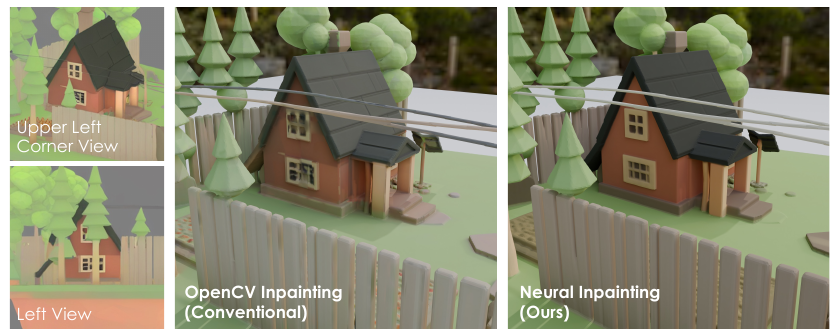 Upper Left
Corner View
Left View
OpenCV Inpainting
(Conventional)
Neural Inpainting
(Ours)